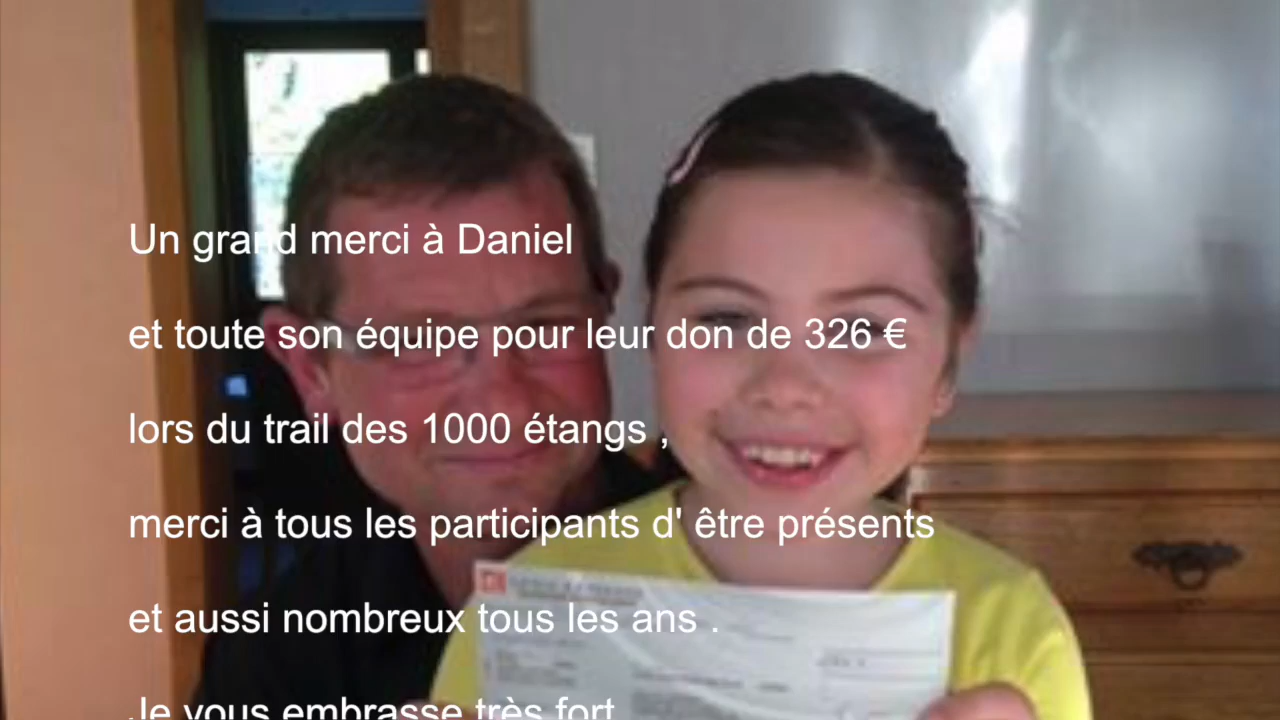 Un grand merci à Daniel
et toute son équipe pour leur don de 326 €
lors du trail des 1000 étangs ,
merci à tous les participants d' être présents
et aussi nombreux tous les ans .
Je vous embrasse très fort